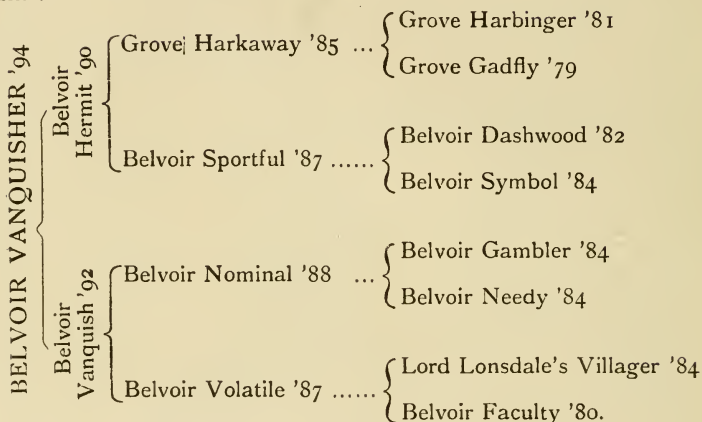 BELVOIR VANQUISHER '94
Belvoir
Hermit '90
Grove Harkaway '85 ...
Grove Harbinger '81
Grove Gadfly '79
Belvoir Sportful '87 ......
Belvoir Dashwood '82
Belvoir Symbol '84
Belvoir
Vanquish '92
Belvoir Nominal '88 ...
Belvoir Gambler '84
Belvoir Needy '84
Belvoir Volatile '87 ......
Lord Lonsdale's Villager '84
Belvoir Faculty '80.